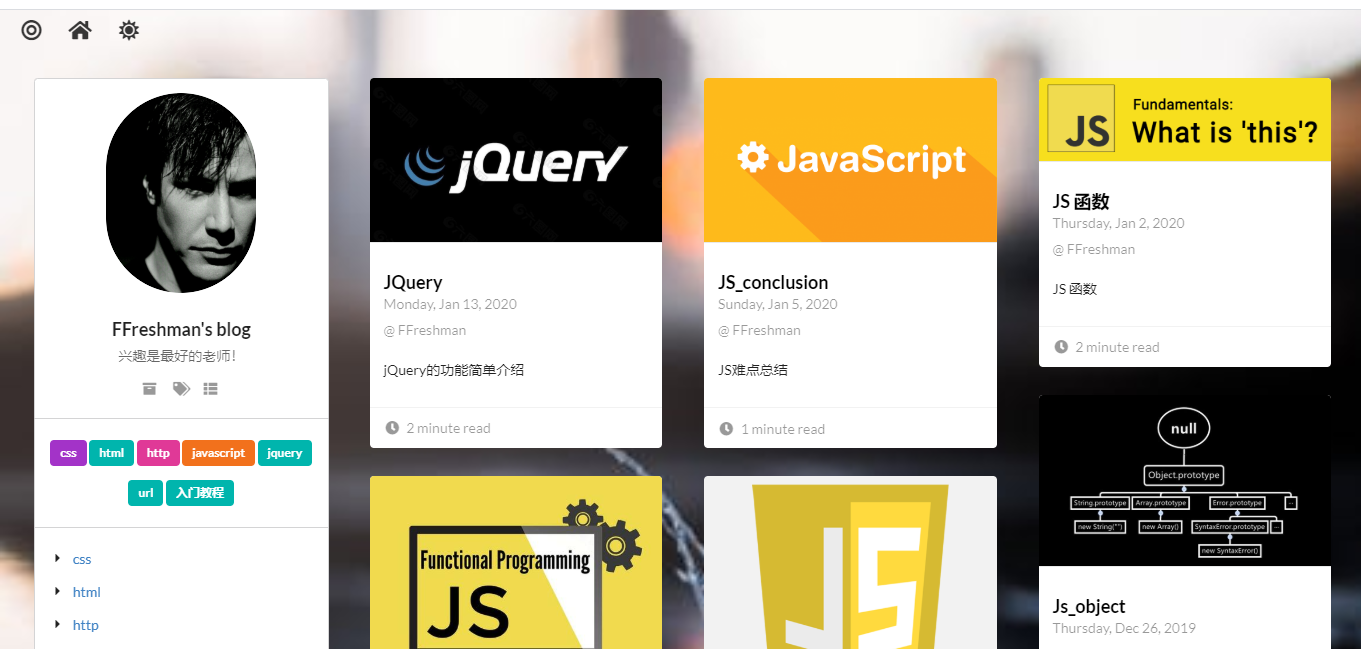 FFreshman's blog
兴趣是最好的老师！
css html http javascript jquery
url 入门教程
css
html
http
jQuery
JQuery
Monday, Jan 13, 2020
@ FFreshman
jQuery的功能简单介绍
2 minute read
Functional Programming
JS
JavaScript
JS_conclusion
Sunday, Jan 5, 2020
@ FFreshman
JS难点总结
1 minute read
JS
JS
Fundamentals:
What is 'this'?
JS 函数
Thursday, Jan 2, 2020
@ FFreshman
JS 函数
2 minute read
null
Object.prototype
String.prototype Array.prototype Error.prototype ...
new String("") new Array() SyntaxError.prototype ...
new SyntaxError()
Js_object
Thursday, Dec 26, 2019